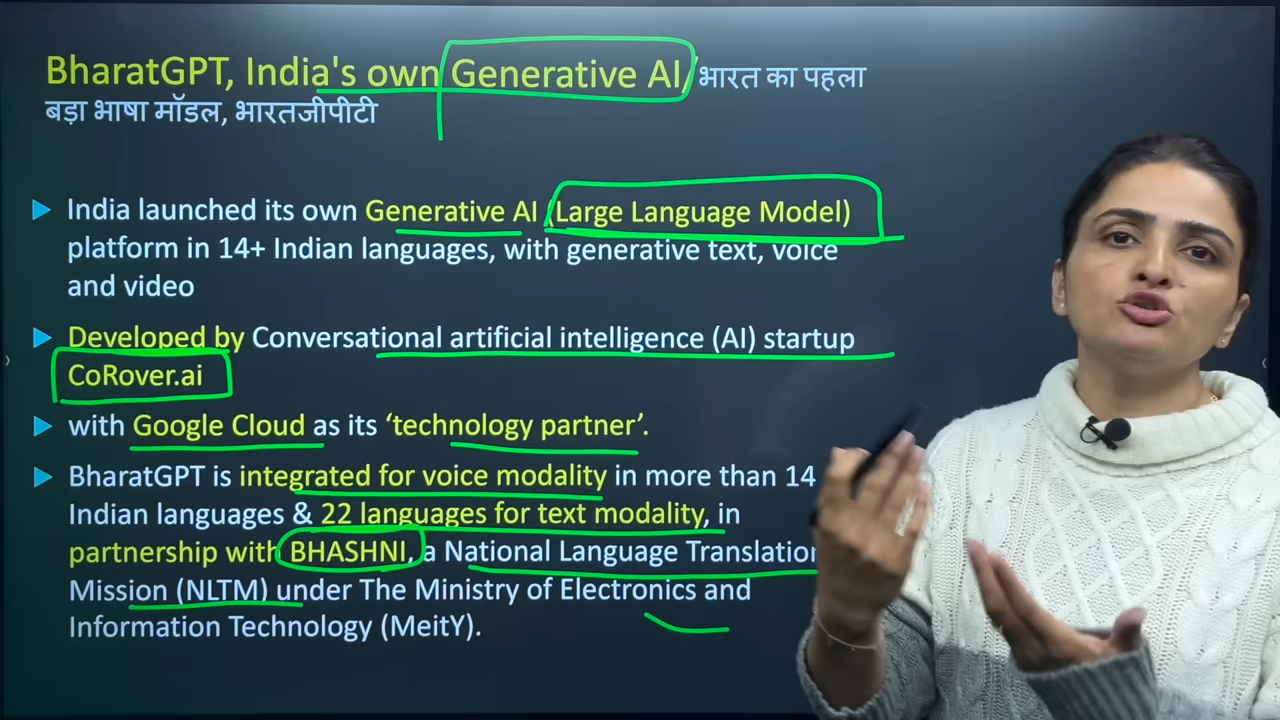 BharatGPT, India's own Generative AI/भारत का पहला
बड़ा भाषा मॉडल, भारतजीपीटी
India launched its own Generative AI (Large Language Model)
platform in 14+ Indian languages, with generative text, voice
and video
Developed by Conversational artificial intelligence (AI) startup
CoRover.ai
with Google Cloud as its ‘technology partner’.
BharatGPT is integrated for voice modality in more than 14
Indian languages & 22 languages for text modality, in
partnership with BHASHNI, a National Language Translation
Mission (NLTM) under The Ministry of Electronics and
Information Technology (MeitY).